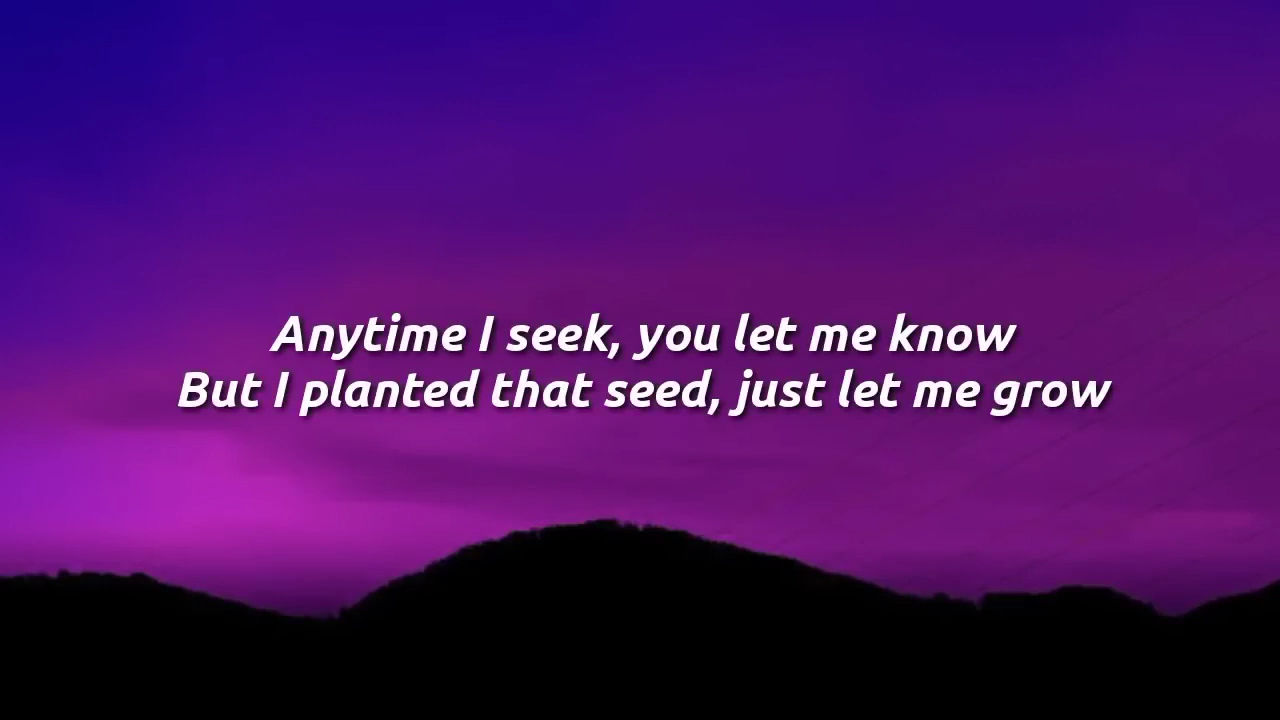 Anytime I seek, you let me know
But I planted that seed, just let me grow